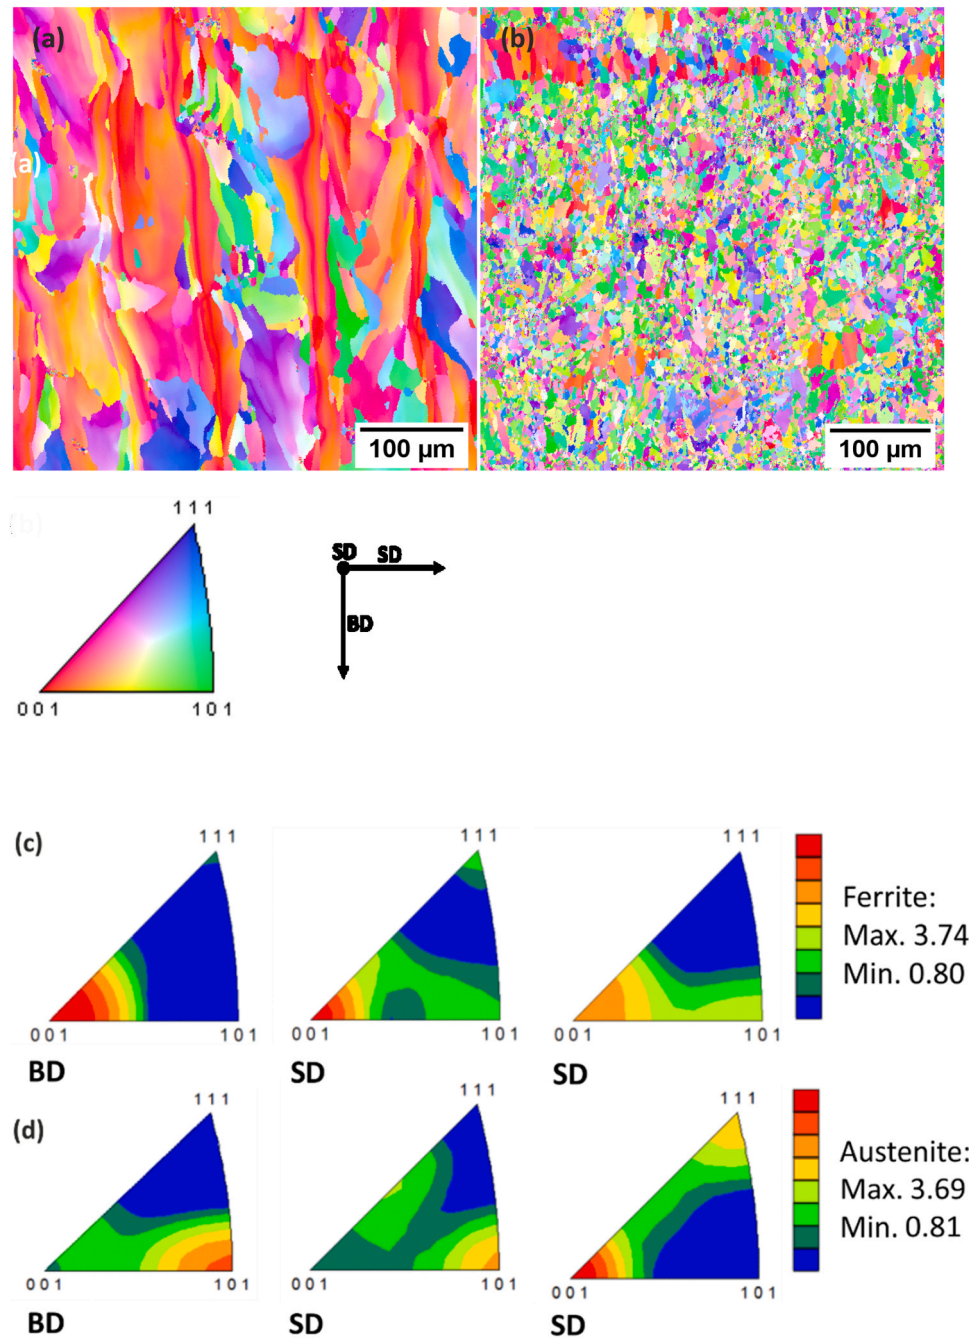 (a)
(b)
(a)
100 µm
100 µm
(b)
1 1 1
0 0 1
1 0 1
SD
SD
BD
(c)
1 1 1
1 1 1
1 1 1
0 0 1
1 0 1
0 0 1
1 0 1
0 0 1
1 0 1
Ferrite:
Max. 3.74
Min. 0.80
BD
SD
SD
(d)
1 1 1
1 1 1
1 1 1
0 0 1
1 0 1
0 0 1
1 0 1
0 0 1
1 0 1
Austenite:
Max. 3.69
Min. 0.81
BD
SD
SD